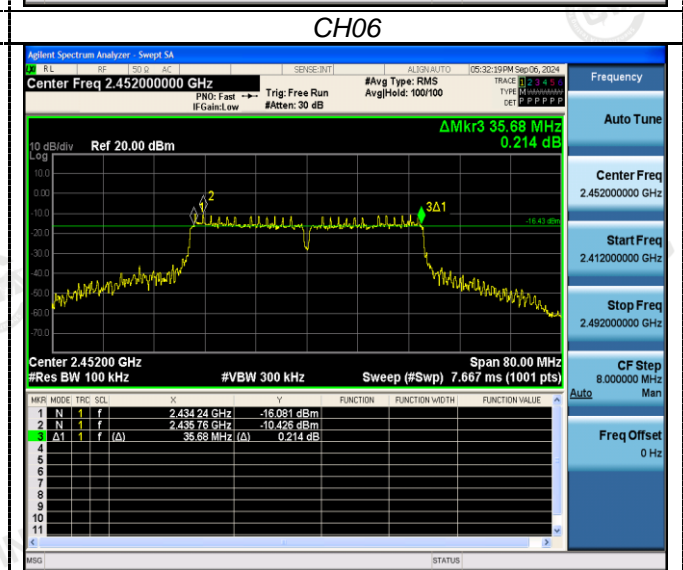 CH06
Agilent Spectrum Analyzer - Swept SA
RL RF 50 Ω AC SENSE:INT ALIGNAUTO 05:32:19PM Sep 06, 2024
Center Freq 2.452000000 GHz
PNO: Fast
IFGain:Low
Trig: Free Run
#Atten: 30 dB
#Avg Type: RMS
Avg|Hold: 100/100
TRACE 1 2 3 4 5 6
TYPE M
DET P P P P P P
Frequency
Auto Tune
Center Freq
2.452000000 GHz
Start Freq
2.412000000 GHz
Stop Freq
2.492000000 GHz
CF Step
8.000000 MHz
Auto Man
Freq Offset
0 Hz
ΔMkr3 35.68 MHz
0.214 dB
10 dB/div Ref 20.00 dBm
Log
10.0
0.00
-10.0
-20.0
-30.0
-40.0
-50.0
-60.0
-70.0
1 2
3Δ1
-16.43 dBm
Center 2.45200 GHz Span 80.00 MHz
#Res BW 100 kHz #VBW 300 kHz Sweep (#Swp) 7.667 ms (1001 pts)
MKR MODE TRC SCL X Y FUNCTION FUNCTION WIDTH FUNCTION VALUE
1 N 1 f 2.434 24 GHz -16.081 dBm
2 N 1 f 2.435 76 GHz -10.426 dBm
3 Δ1 1 f (Δ) 35.68 MHz (Δ) 0.214 dB
4
5
6
7
8
9
10
11
MSG STATUS